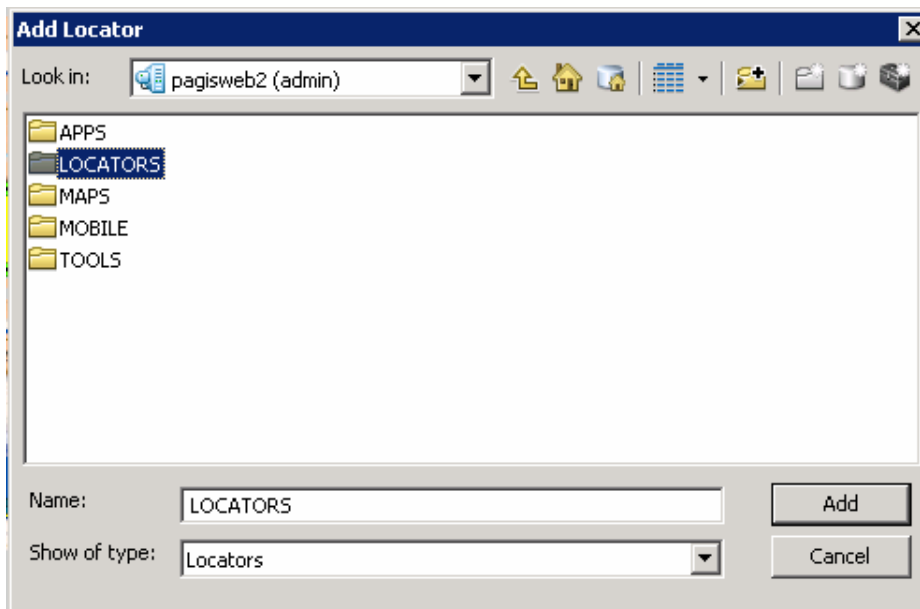 Add Locator
Look in: pagisweb2 (admin)
APPS
LOCATORS
MAPS
MOBILE
TOOLS
Name: LOCATORS Add
Show of type: Locators Cancel